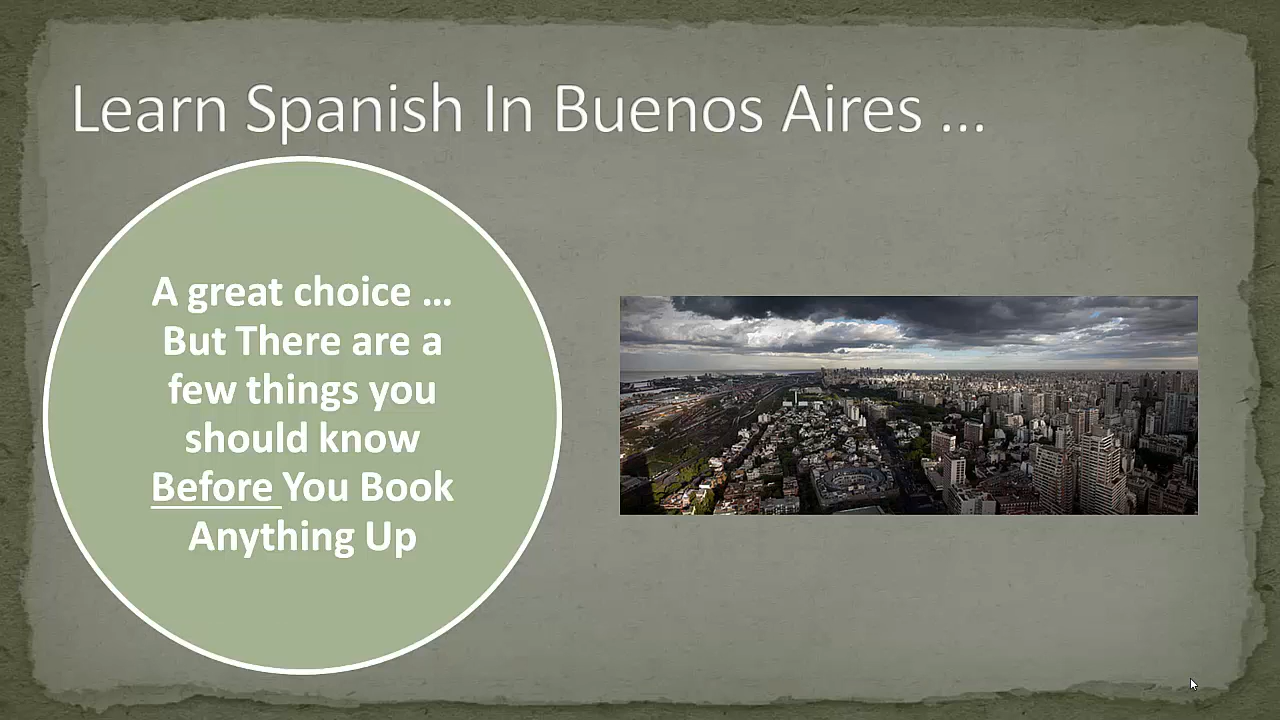 Learn Spanish In Buenos Aires ...
A great choice ...
But There are a
few things you
should know
Before You Book
Anything Up